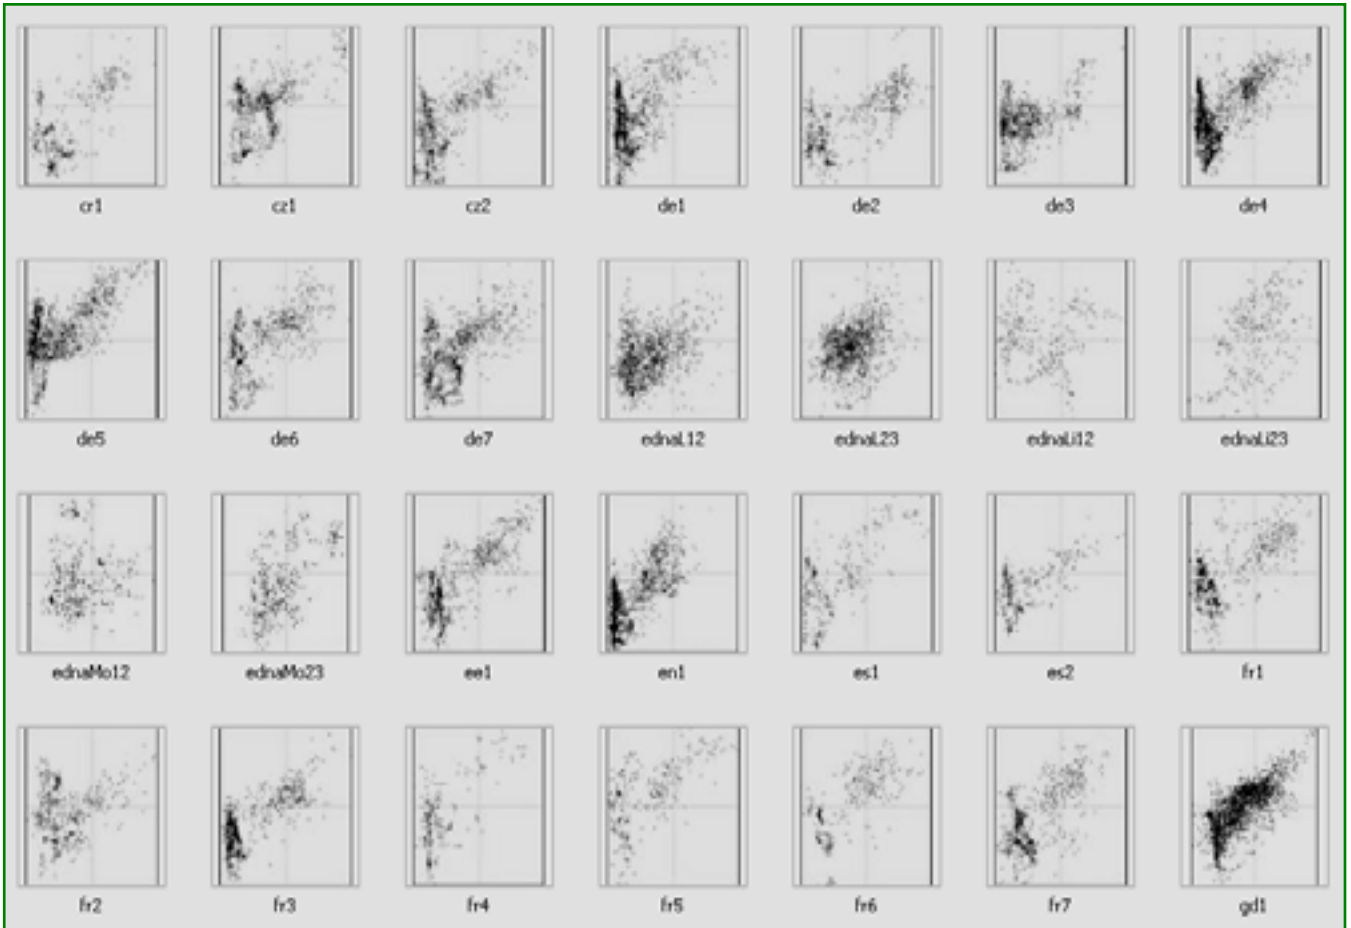 cr1 cz1 cz2 de1 de2 de3 de4
de5 de6 de7 ednaL12 ednaL23 ednaLi12 ednaLi23
ednaMo12 ednaMo23 ee1 en1 es1 es2 fr1
fr2 fr3 fr4 fr5 fr6 fr7 gd1